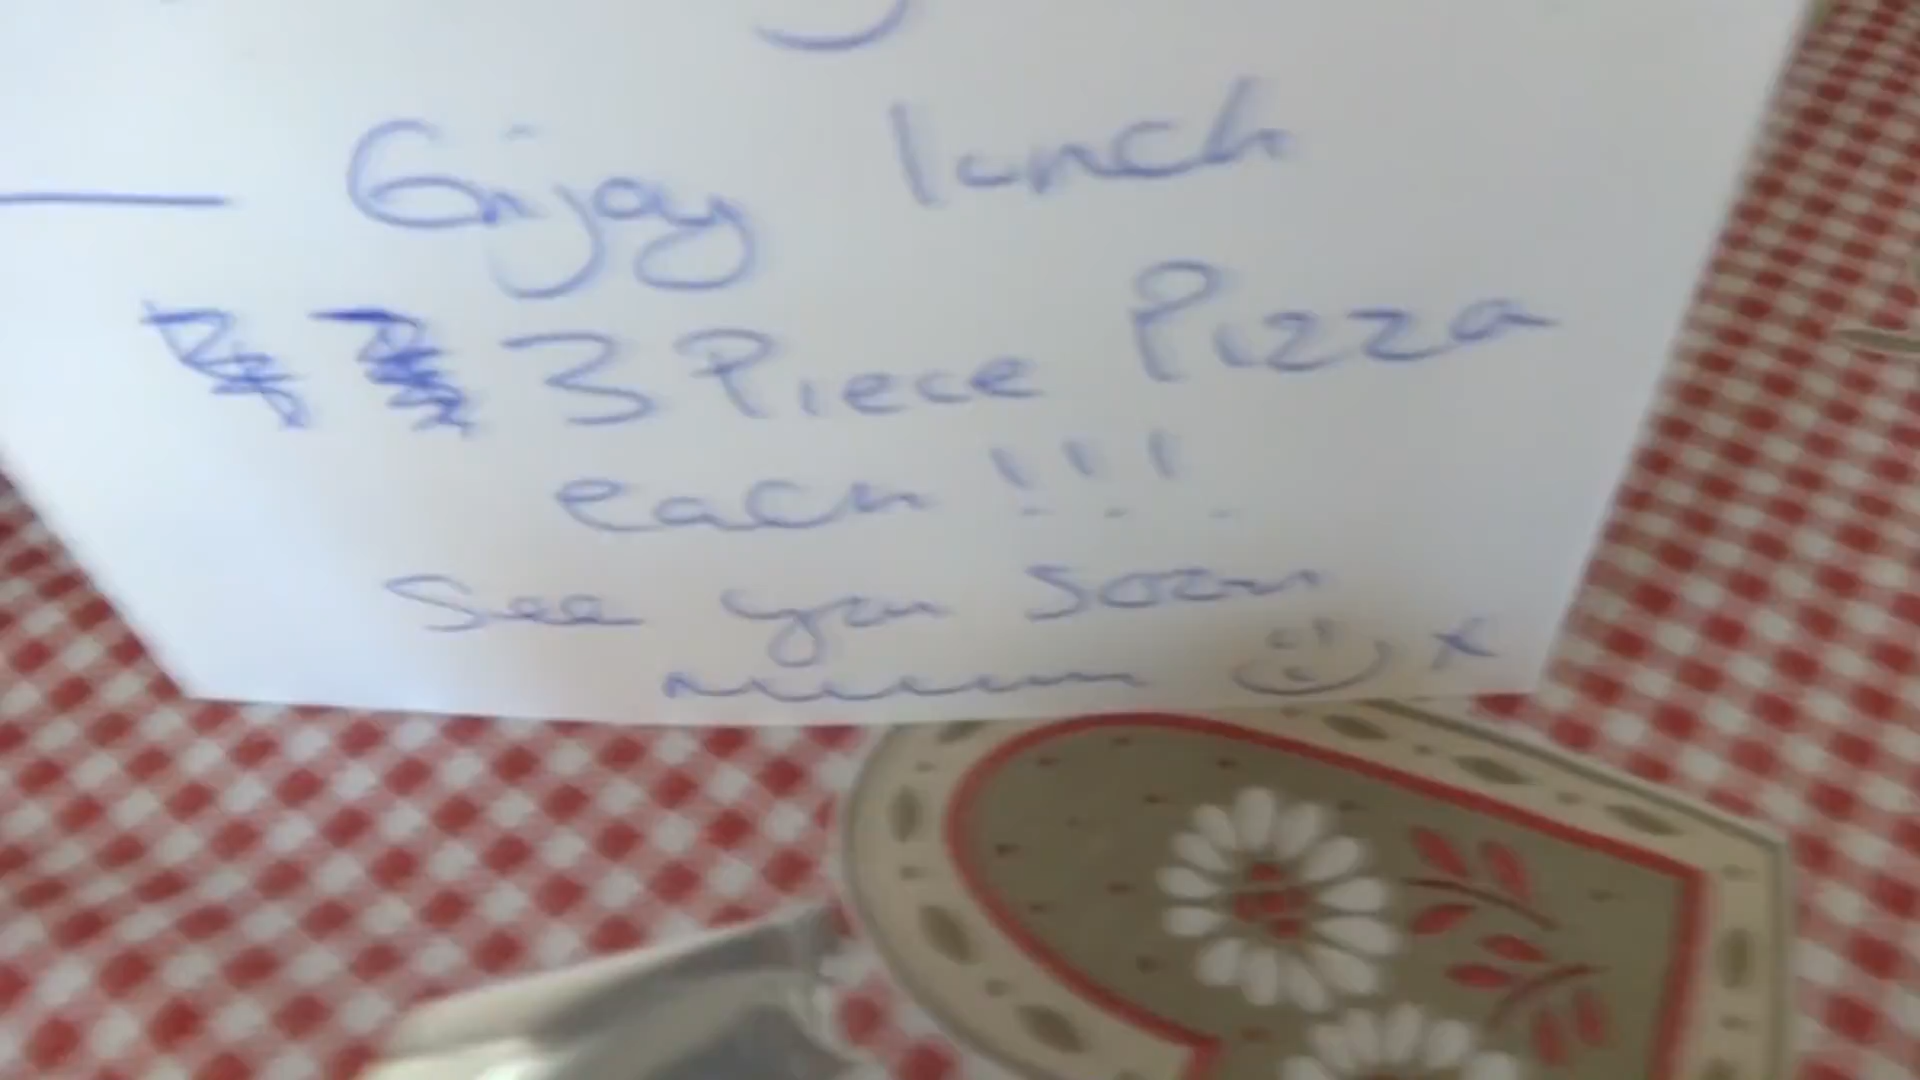 Enjoy lunch
3 Piece Pizza
each !!!
See you soon
x